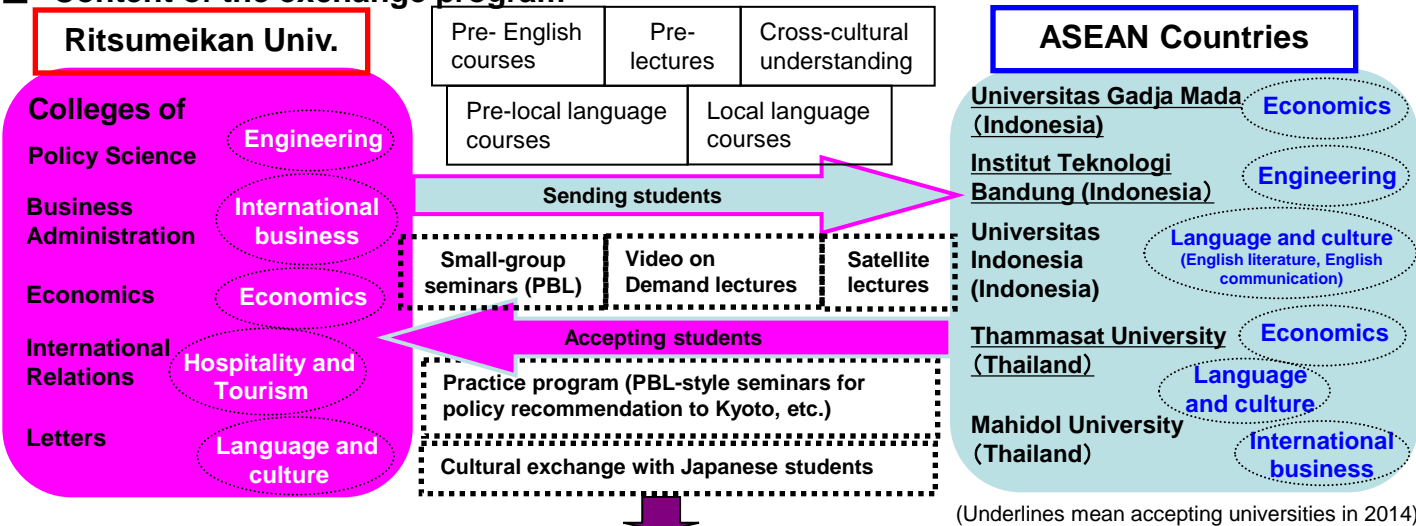 Content of the exchange program
Ritsumeikan Univ.
Colleges of
Policy Science
Business
Administration
Economics
International
Relations
Letters
Engineering
International
business
Economics
Hospitality and
Tourism
Language and
culture
Pre- English
courses
Pre-
lectures
Cross-cultural
understanding
Pre-local language
courses
Local language
courses
Sending students
Small-group
seminars (PBL)
Video on
Demand lectures
Satellite
lectures
Accepting students
Practice program (PBL-style seminars for
policy recommendation to Kyoto, etc.)
Cultural exchange with Japanese students
ASEAN Countries
Universitas Gadja Mada
（Indonesia)
Economics
Institut Teknologi
Bandung (Indonesia）
Engineering
Universitas
Indonesia
(Indonesia)
Language and culture
(English literature, English
communication)
Thammasat University
（Thailand）
Economics
Language
and culture
Mahidol University
（Thailand）
International
business
(Underlines mean accepting universities in 2014)